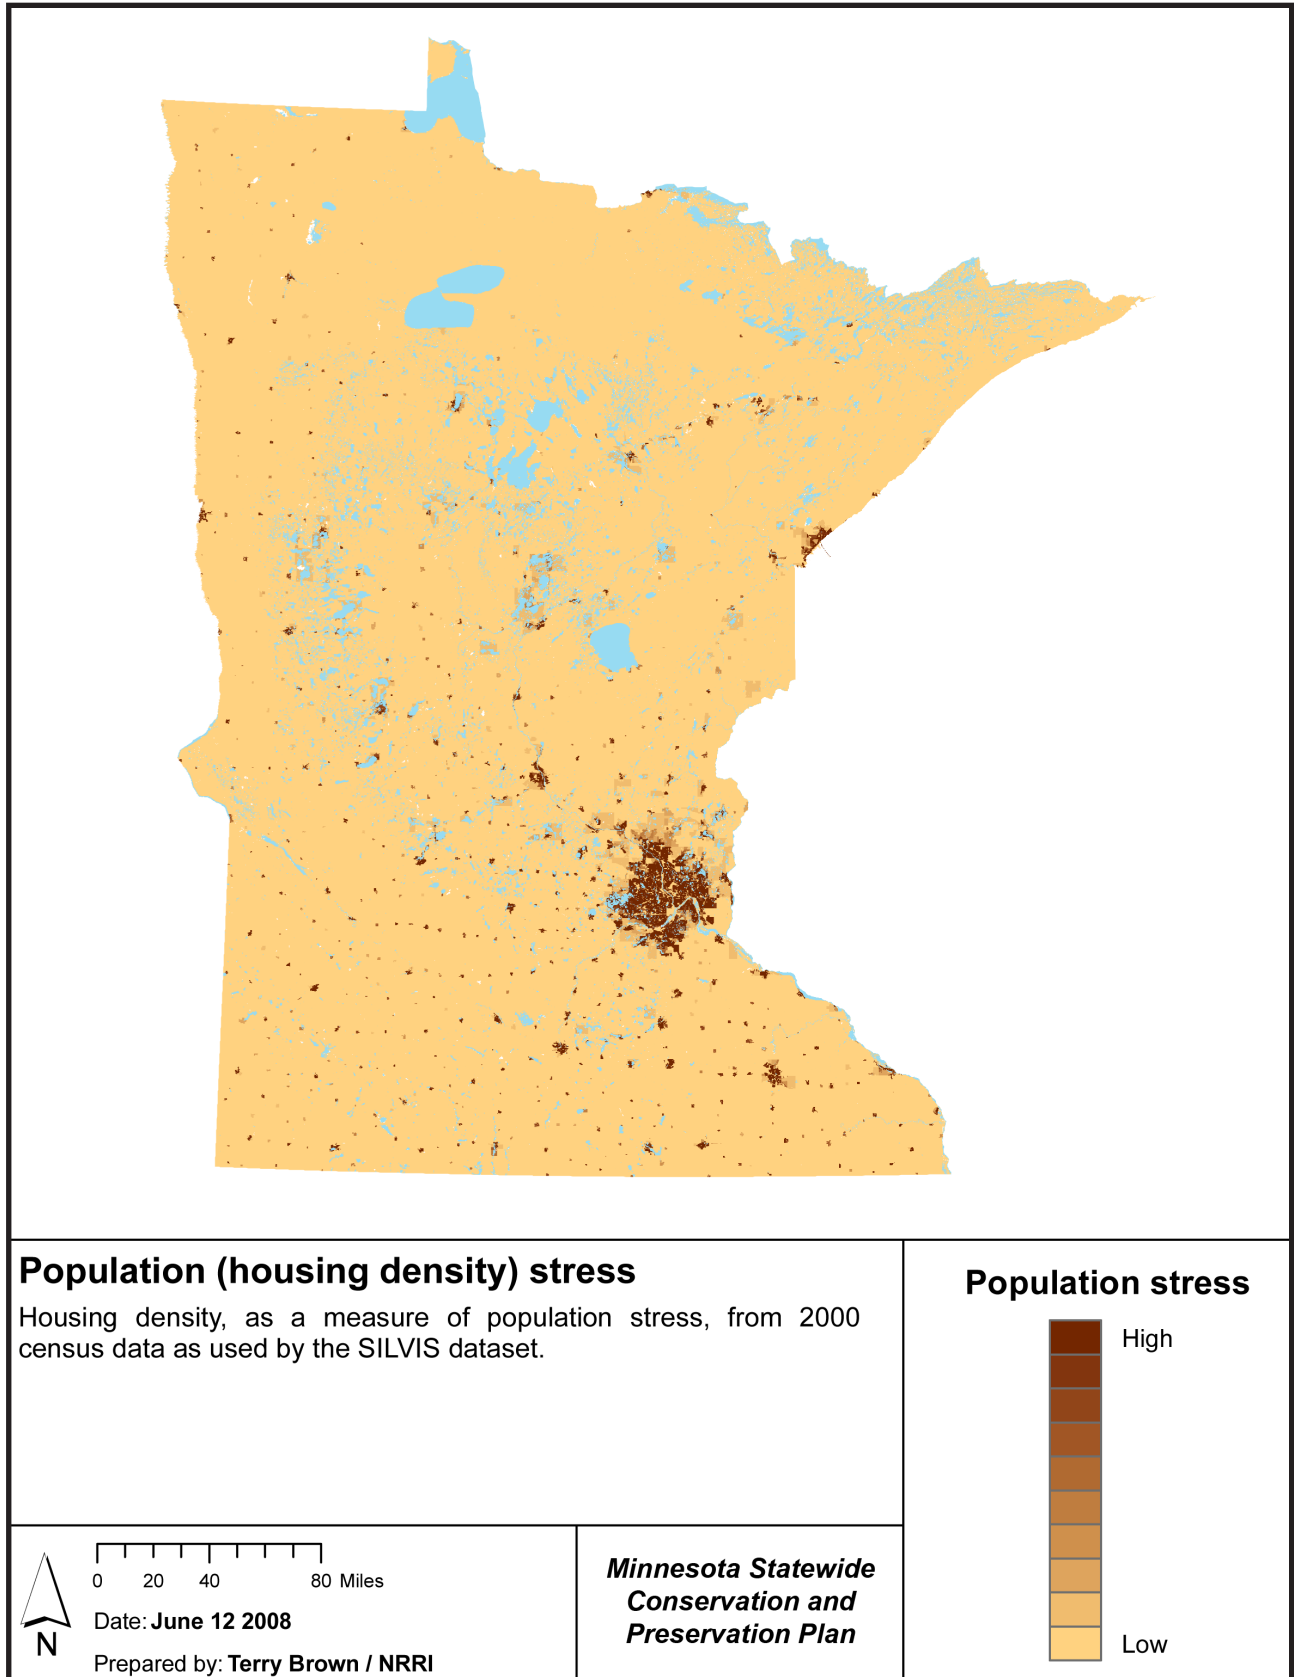 Population (housing density) stress
Housing density, as a measure of population stress, from 2000
census data as used by the SILVIS dataset.
Population stress
High
Low
0 20 40 80 Miles
N
Date: June 12 2008
Prepared by: Terry Brown / NRRI
Minnesota Statewide
Conservation and
Preservation Plan